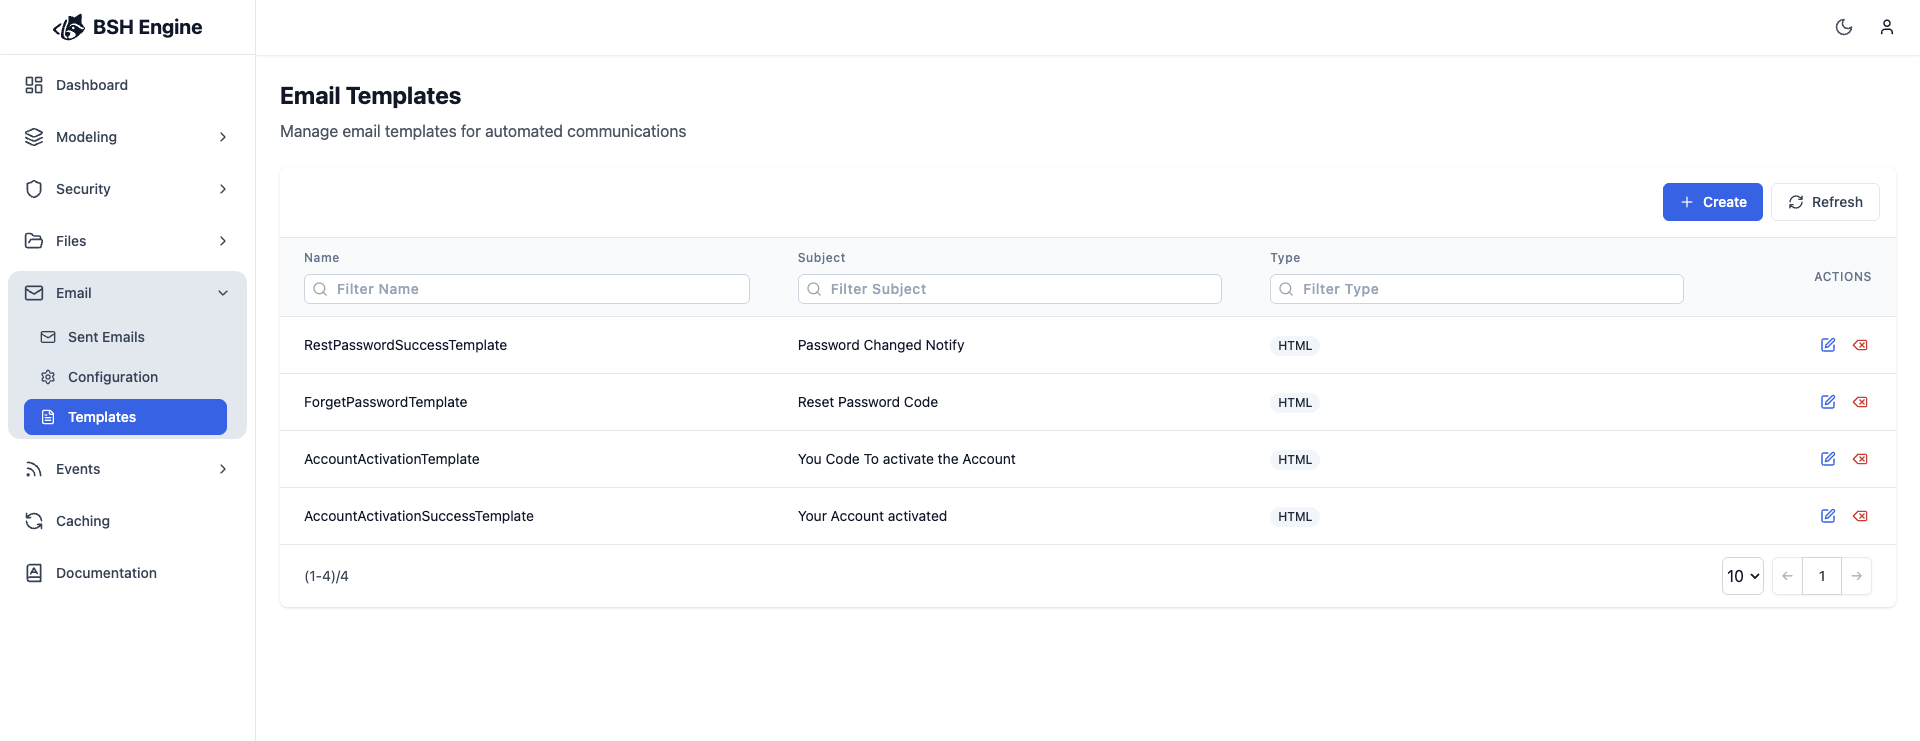 BSH Engine
Dashboard
Modeling
Security
Files
Email
Sent Emails
Configuration
Templates
Events
Caching
Documentation
Email Templates
Manage email templates for automated communications
Create Refresh
Name Subject Type ACTIONS
Filter Name Filter Subject Filter Type
RestPasswordSuccessTemplate Password Changed Notify HTML
ForgetPasswordTemplate Reset Password Code HTML
AccountActivationTemplate You Code To activate the Account HTML
AccountActivationSuccessTemplate Your Account activated HTML
(1-4)/4 10 1